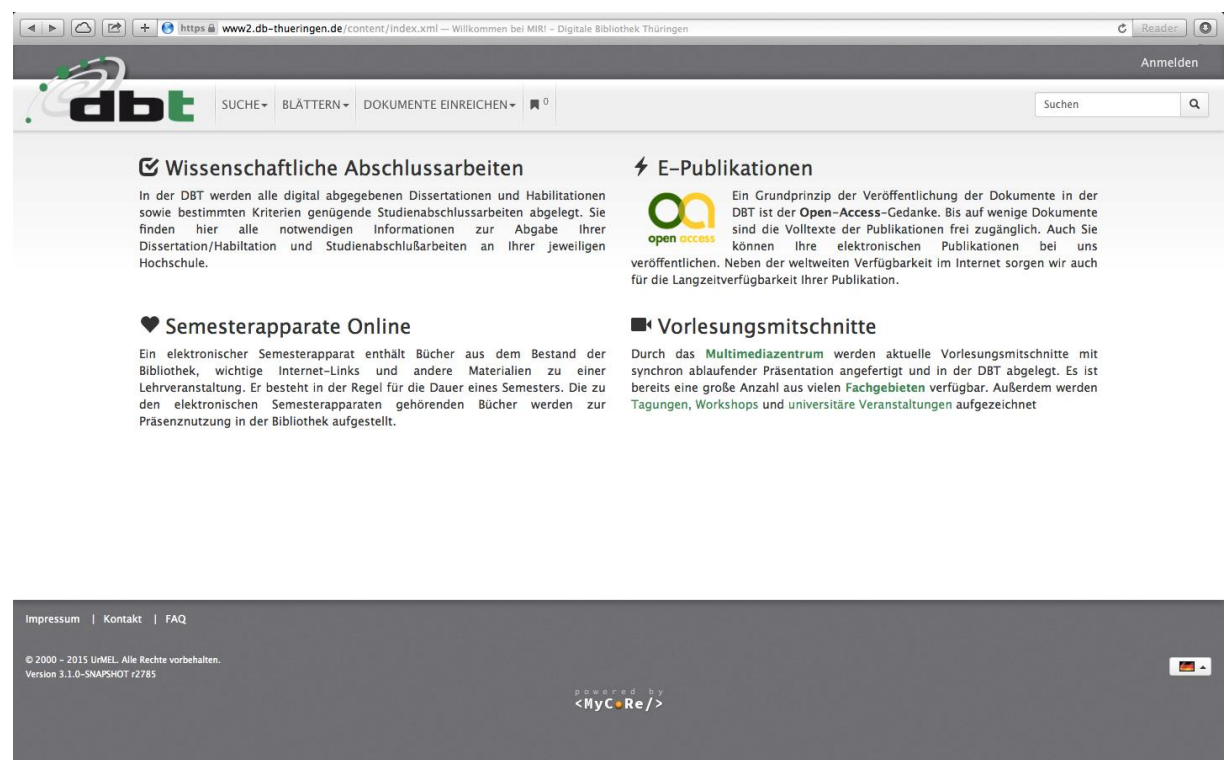 https www2.db-thueringen.de/content/index.xml — Willkommen bei MIR! - Digitale Bibliothek Thüringen
Reader
Anmelden
dbt
SUCHE
BLÄTTERN
DOKUMENTE EINREICHEN
0
Suchen
Wissenschaftliche Abschlussarbeiten
In der DBT werden alle digital abgegebenen Dissertationen und Habilitationen
sowie bestimmten Kriterien genügende Studienabschlussarbeiten abgelegt. Sie
finden hier alle notwendigen Informationen zur Abgabe Ihrer
Dissertation/Habiltation und Studienabschlußarbeiten an Ihrer jeweiligen
Hochschule.
E-Publikationen
open access
Ein Grundprinzip der Veröffentlichung der Dokumente in der
DBT ist der Open-Access-Gedanke. Bis auf wenige Dokumente
sind die Volltexte der Publikationen frei zugänglich. Auch Sie
können Ihre elektronischen Publikationen bei uns
veröffentlichen. Neben der weltweiten Verfügbarkeit im Internet sorgen wir auch
für die Langzeitverfügbarkeit Ihrer Publikation.
Semesterapparate Online
Ein elektronischer Semesterapparat enthält Bücher aus dem Bestand der
Bibliothek, wichtige Internet-Links und andere Materialien zu einer
Lehrveranstaltung. Er besteht in der Regel für die Dauer eines Semesters. Die zu
den elektronischen Semesterapparaten gehörenden Bücher werden zur
Präsenznutzung in der Bibliothek aufgestellt.
Vorlesungsmitschnitte
Durch das Multimediazentrum werden aktuelle Vorlesungsmitschnitte mit
synchron ablaufender Präsentation angefertigt und in der DBT abgelegt. Es ist
bereits eine große Anzahl aus vielen Fachgebieten verfügbar. Außerdem werden
Tagungen, Workshops und universitäre Veranstaltungen aufgezeichnet
Impressum | Kontakt | FAQ
© 2000 - 2015 UrMEL. Alle Rechte vorbehalten.
Version 3.1.0-SNAPSHOT r2785
powered by
<MyCoRe/>